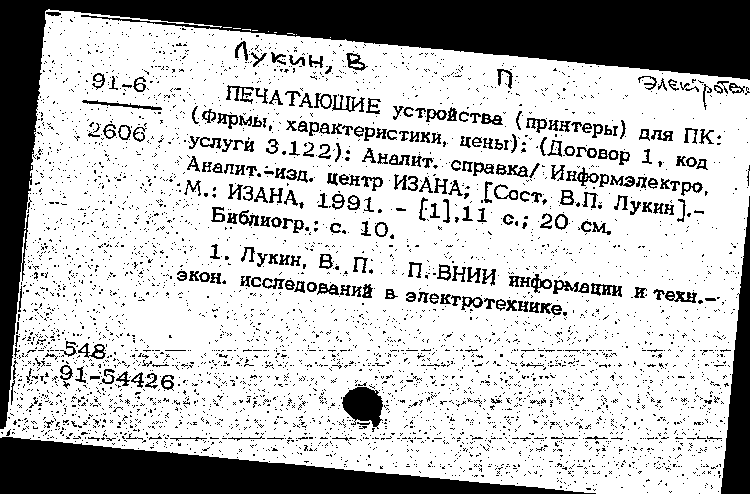 Лукин, В
П
91-6
2606
ПЕЧАТАЮЩИЕ устройства (принтеры) для ПК:
(Фирмы, характеристики, цены): (Договор 1, код
услуги 3.122): Аналит. справка/ Информэлектро,
Аналит.-изд. центр ИЗАНА; [Сост. В.П. Лукин].-
М.: ИЗАНА, 1991. - [1],11 с.; 20 см.
Библиогр.: с. 10.
1. Лукин, В. П. П. ВНИИ информации и техн.-
экон. исследований в электротехнике.
548
91-54426